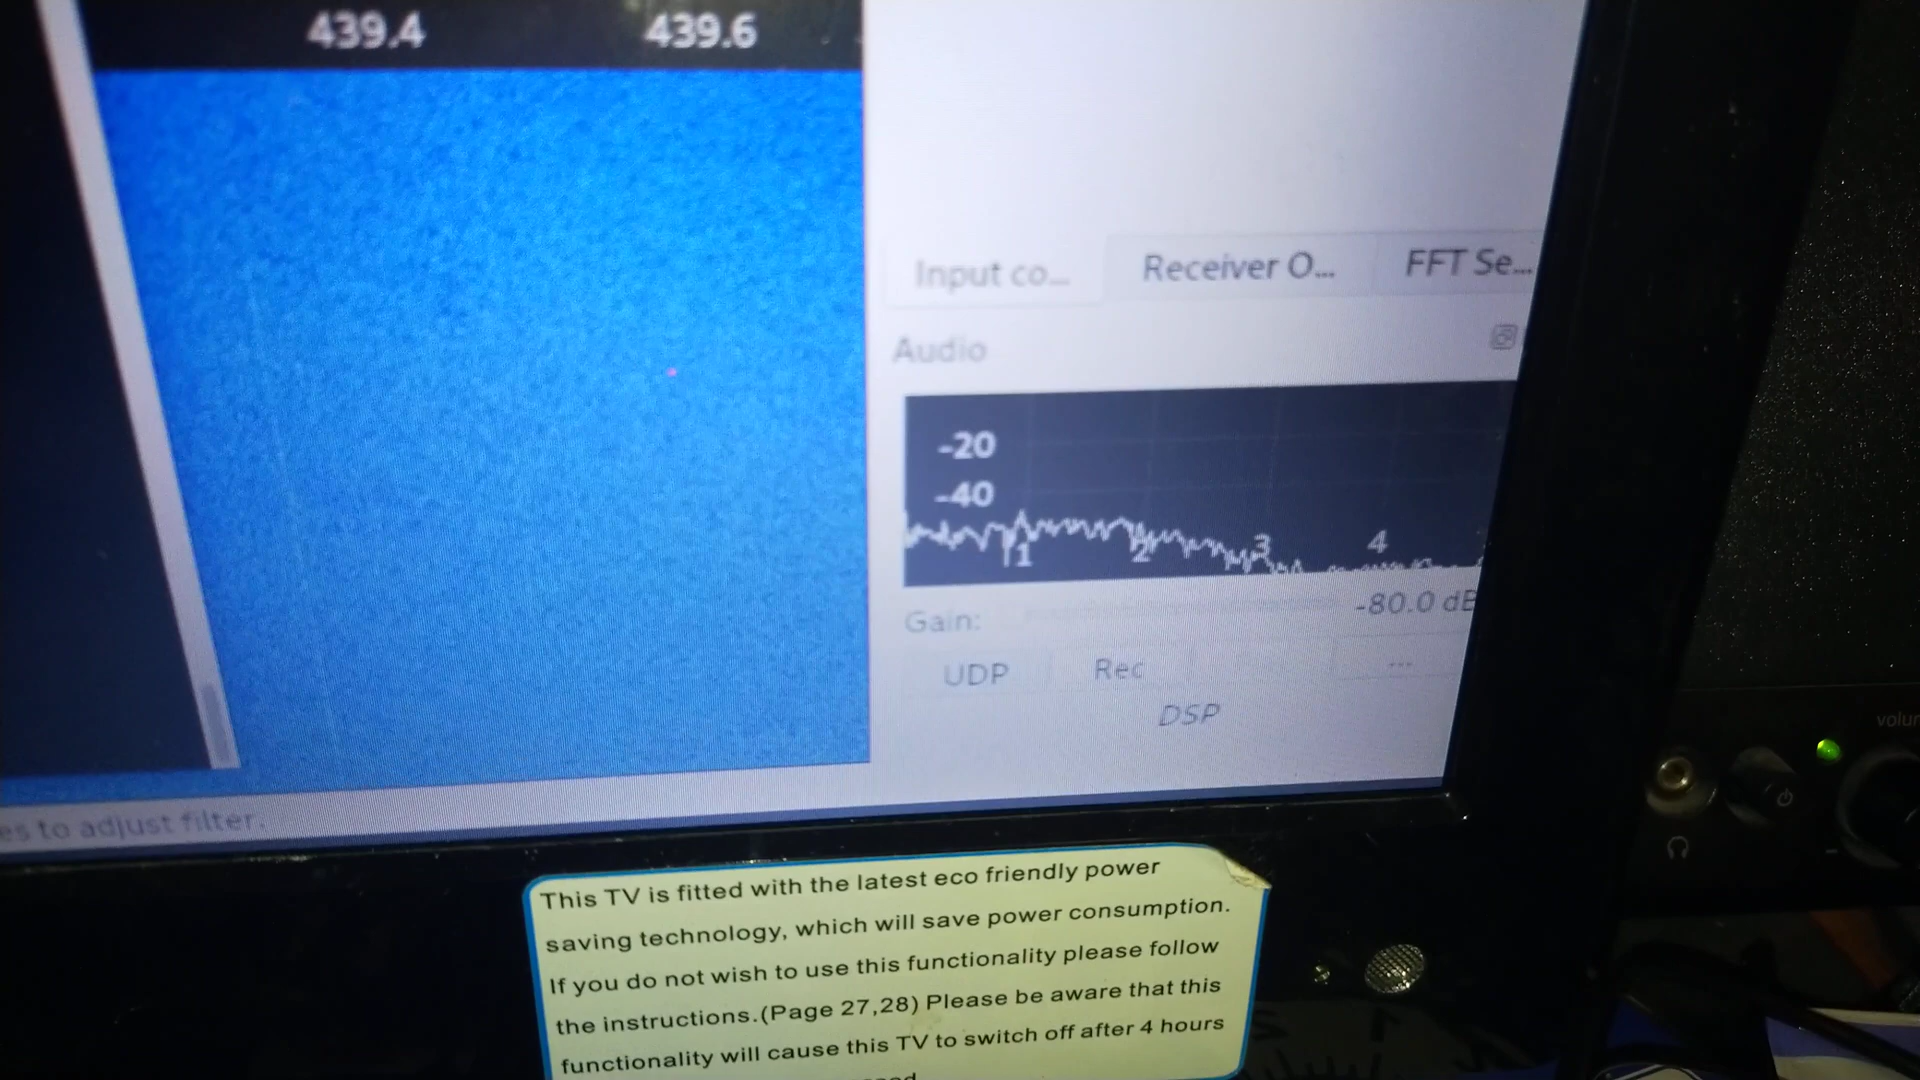 439.4 439.6
Input co... Receiver O... FFT Se...
Audio
-20
-40
1 2 3 4
Gain: -80.0 dB
UDP Rec ...
DSP
es to adjust filter.
This TV is fitted with the latest eco friendly power
saving technology, which will save power consumption.
If you do not wish to use this functionality please follow
the instructions.(Page 27,28) Please be aware that this
functionality will cause this TV to switch off after 4 hours
volu